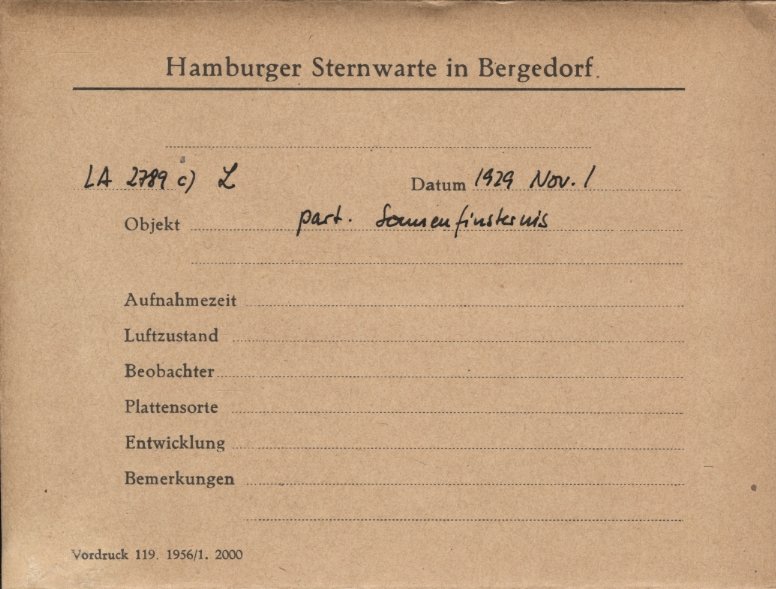 Hamburger Sternwarte in Bergedorf.
LA 2789 c) L Datum 1929 Nov. 1
Objekt part. Sonnenfinsternis
Aufnahmezeit
Luftzustand
Beobachter
Plattensorte
Entwicklung
Bemerkungen
Vordruck 119. 1956/1. 2000